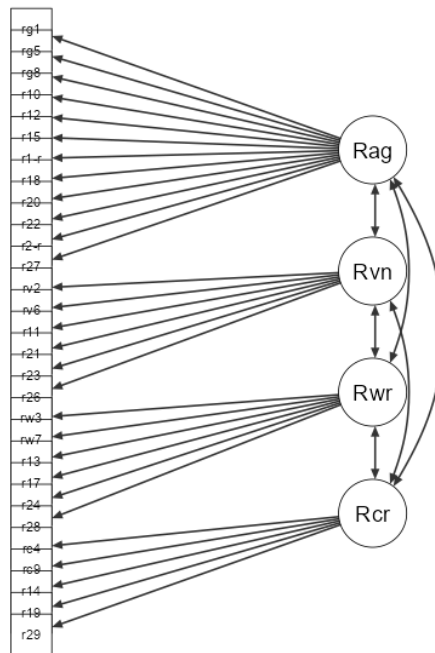 rg1
rg5
rg8
r10
r12
r15
r1-r
r18
r20
r22
r2-r
r27
rv2
rv6
r11
r21
r23
r26
rw3
rw7
r13
r17
r24
r28
rc4
rc9
r14
r19
r29
Rag
Rvn
Rwr
Rcr